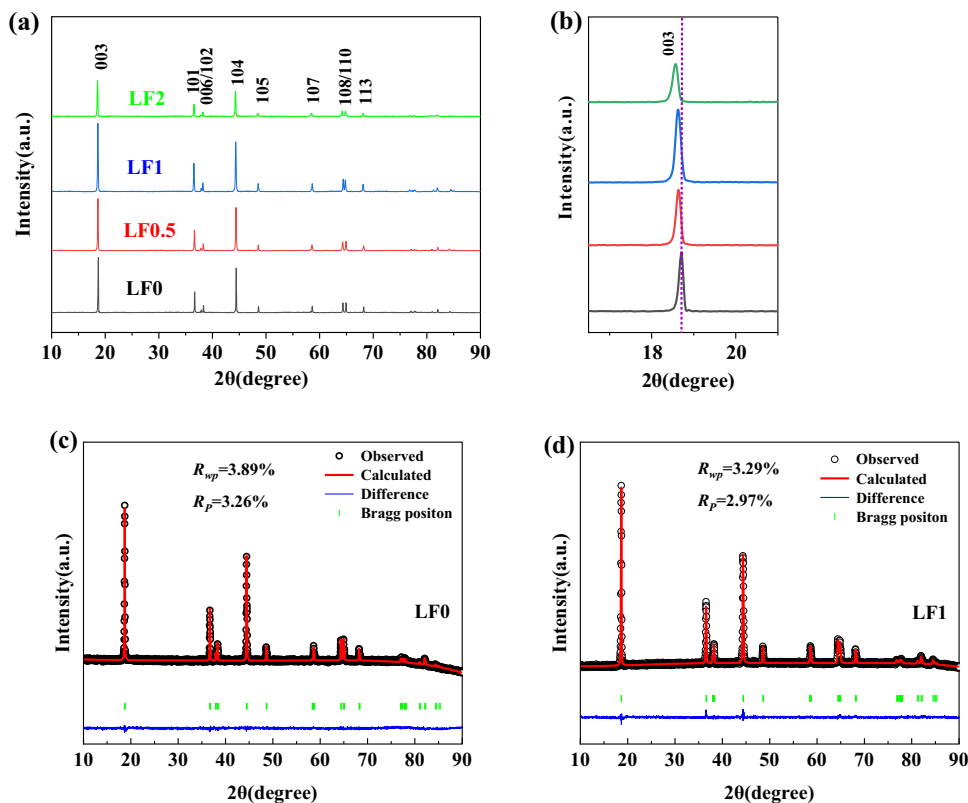 (a)
003
101
006/102
104
105
107
108/110
113
LF2
LF1
LF0.5
LF0
Intensity(a.u.)
10 20 30 40 50 60 70 80 90
2θ(degree)
(b)
003
Intensity(a.u.)
18 20
2θ(degree)
(c)
Rwp=3.89%
RP=3.26%
Observed
Calculated
Difference
Bragg positon
LF0
Intensity(a.u.)
10 20 30 40 50 60 70 80 90
2θ(degree)
(d)
Rwp=3.29%
RP=2.97%
Observed
Calculated
Difference
Bragg positon
LF1
Intensity(a.u.)
10 20 30 40 50 60 70 80 90
2θ(degree)